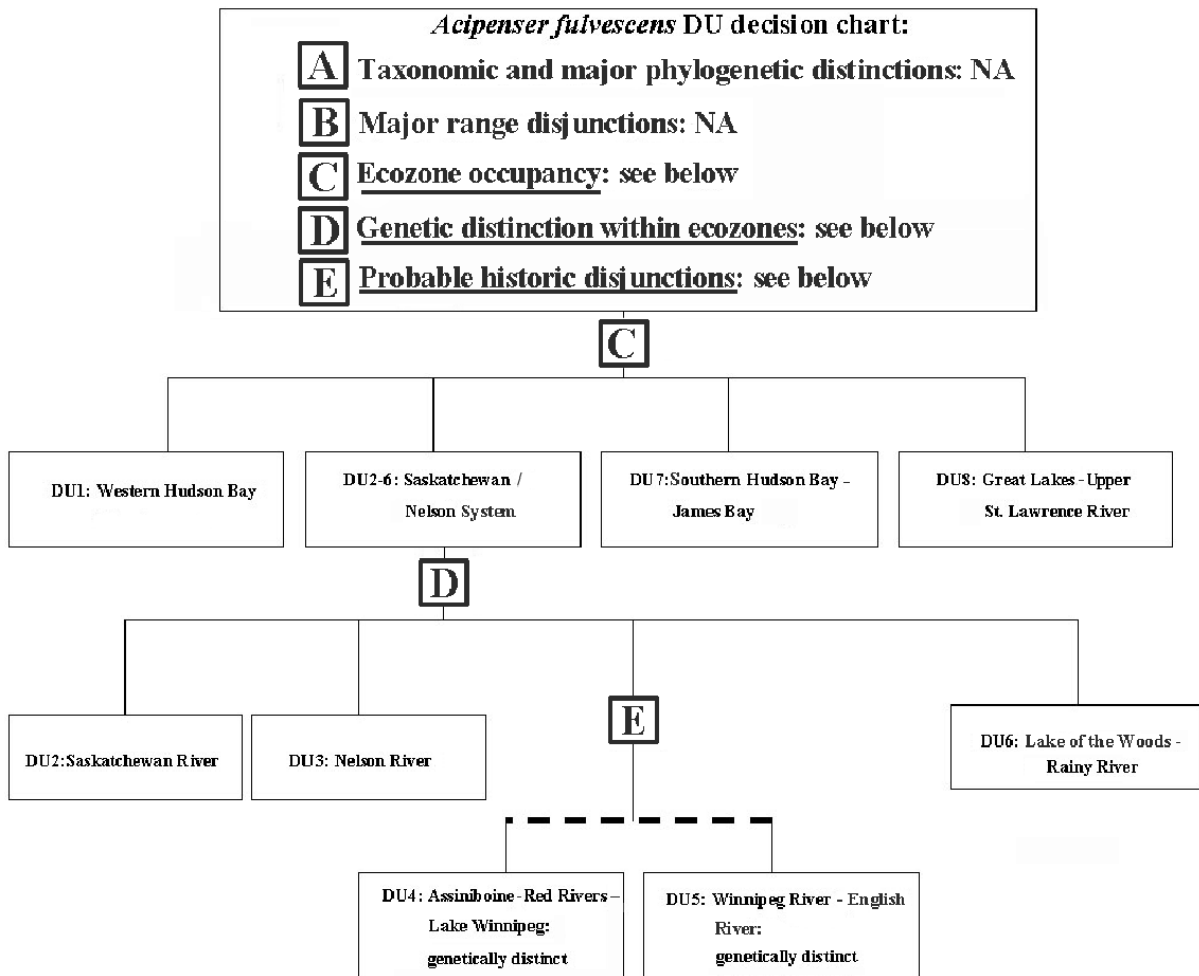 Acipenser fulvescens DU decision chart:
A Taxonomic and major phylogenetic distinctions: NA
B Major range disjunctions: NA
C Ecozone occupancy: see below
D Genetic distinction within ecozones: see below
E Probable historic disjunctions: see below
C
DU1: Western Hudson Bay
DU2-6: Saskatchewan /
Nelson System
DU7:Southern Hudson Bay –
James Bay
DU8: Great Lakes - Upper
St. Lawrence River
D
DU2:Saskatchewan River
DU3: Nelson River
E
DU6: Lake of the Woods -
Rainy River
DU4: Assiniboine - Red Rivers –
Lake Winnipeg:
genetically distinct
DU5: Winnipeg River - English
River:
genetically distinct